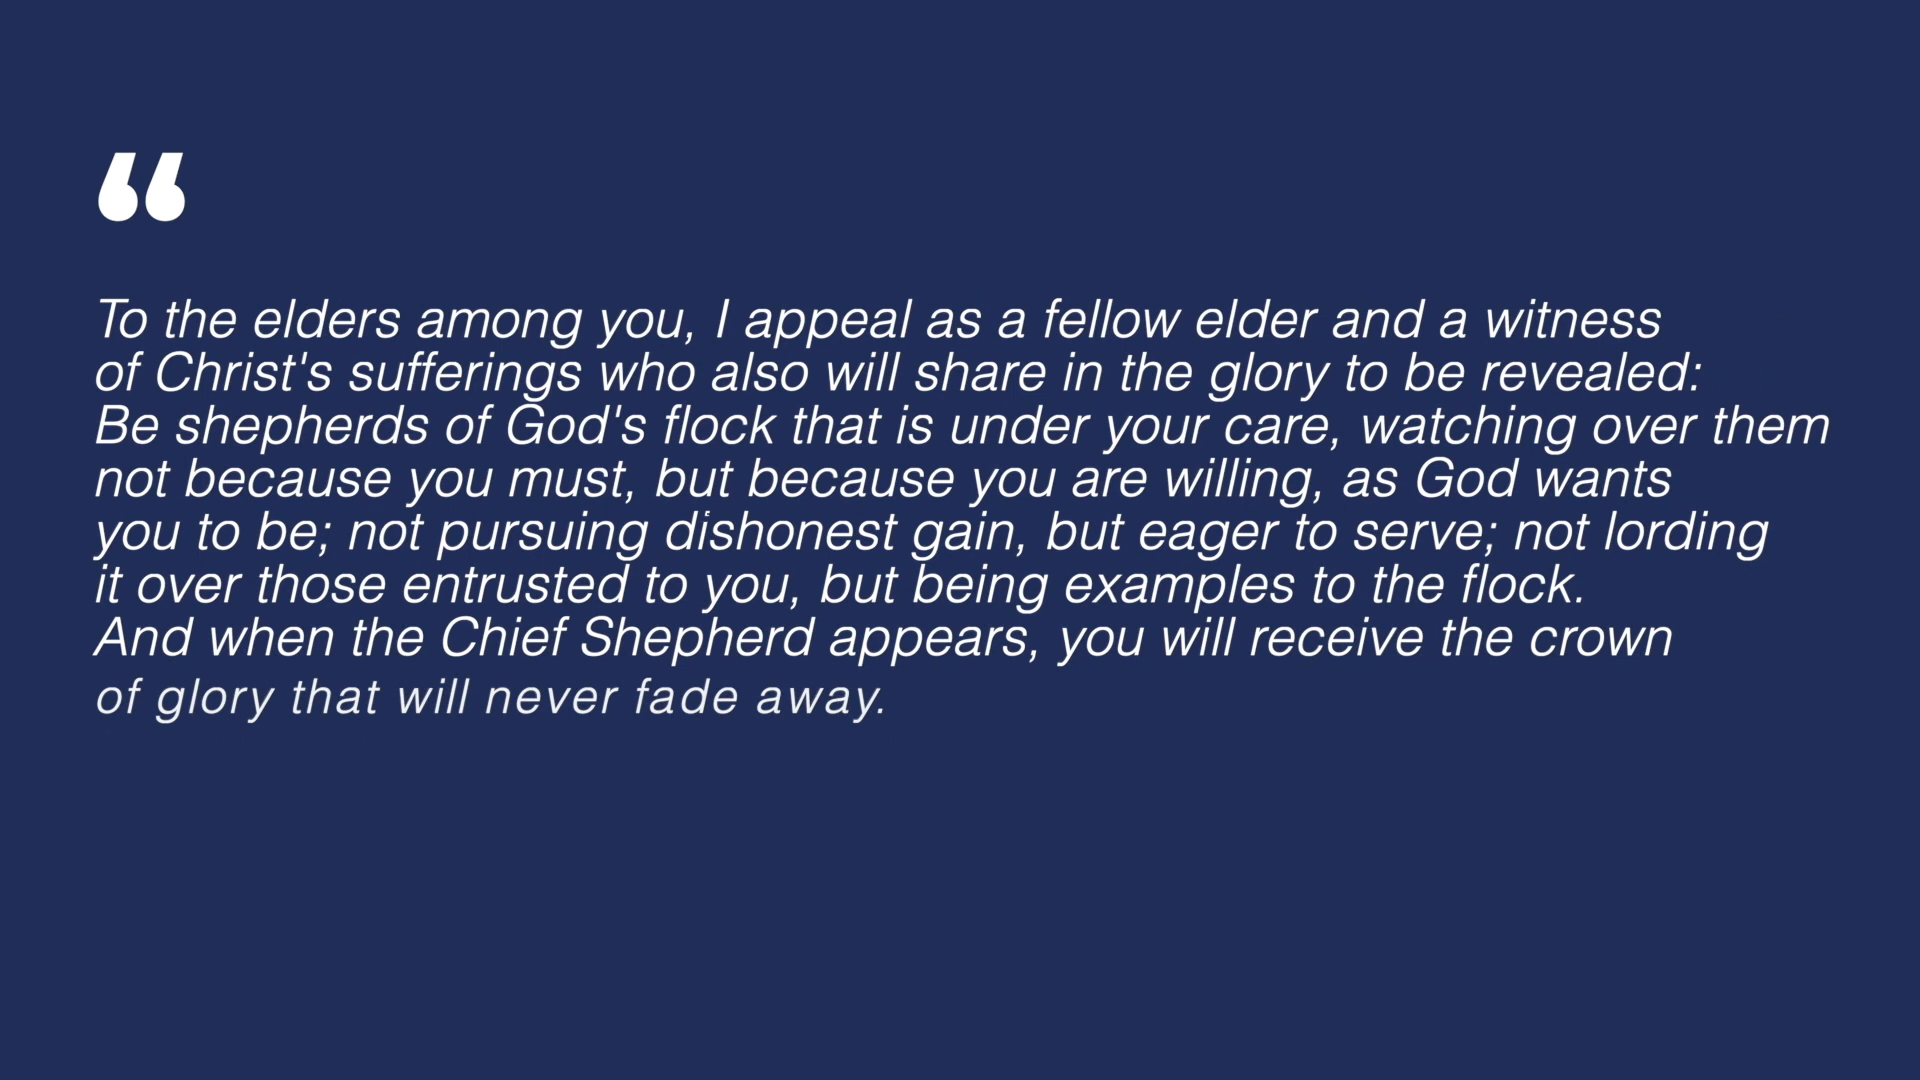 “
To the elders among you, I appeal as a fellow elder and a witness
of Christ's sufferings who also will share in the glory to be revealed:
Be shepherds of God's flock that is under your care, watching over them
not because you must, but because you are willing, as God wants
you to be; not pursuing dishonest gain, but eager to serve; not lording
it over those entrusted to you, but being examples to the flock.
And when the Chief Shepherd appears, you will receive the crown
of glory that will never fade away.